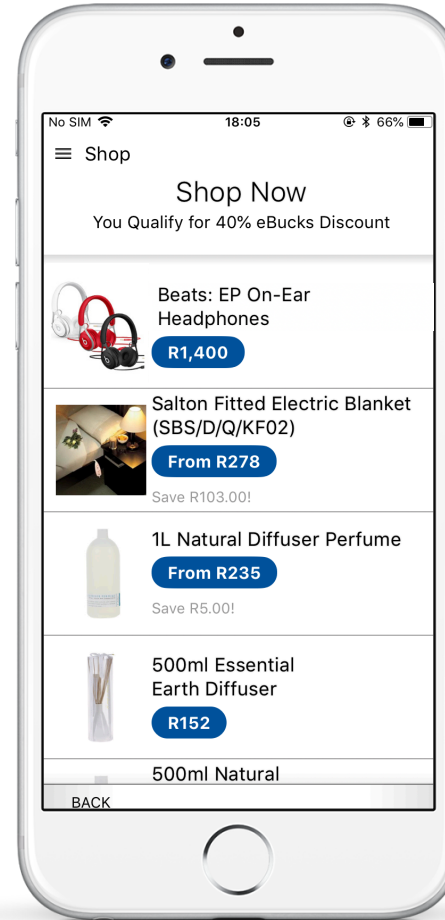 No SIM 18:05 66%
Shop
Shop Now
You Qualify for 40% eBucks Discount
Beats: EP On-Ear
Headphones
R1,400
Salton Fitted Electric Blanket
(SBS/D/Q/KF02)
From R278
Save R103.00!
1L Natural Diffuser Perfume
From R235
Save R5.00!
500ml Essential
Earth Diffuser
R152
500ml Natural
BACK